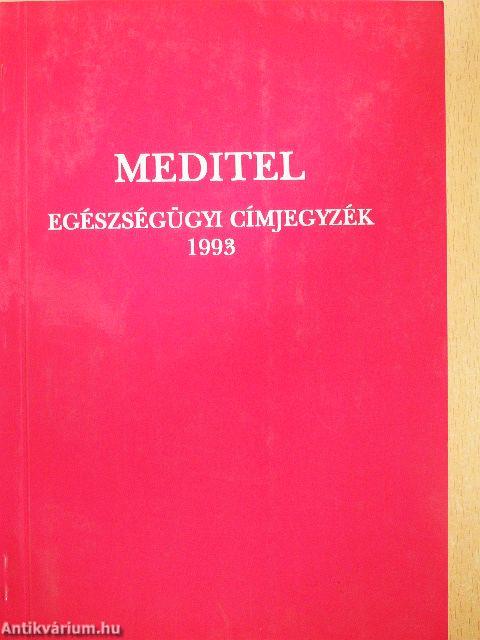 MEDITEL
EGÉSZSÉGÜGYI CÍMJEGYZÉK
1993
Antikvárium.hu